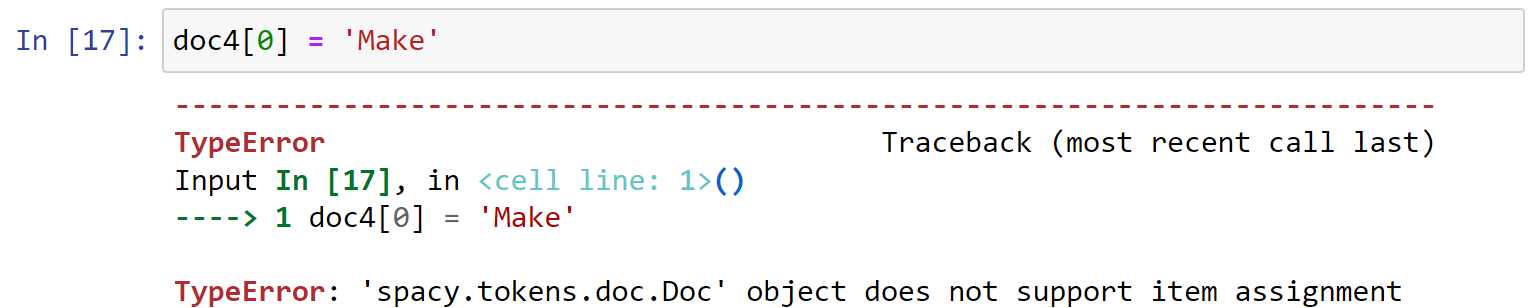 In [17]: doc4[0] = 'Make'
---------------------------------------------------------------------------
TypeError                                 Traceback (most recent call last)
Input In [17], in <cell line: 1>()
----> 1 doc4[0] = 'Make'
TypeError: 'spacy.tokens.doc.Doc' object does not support item assignment